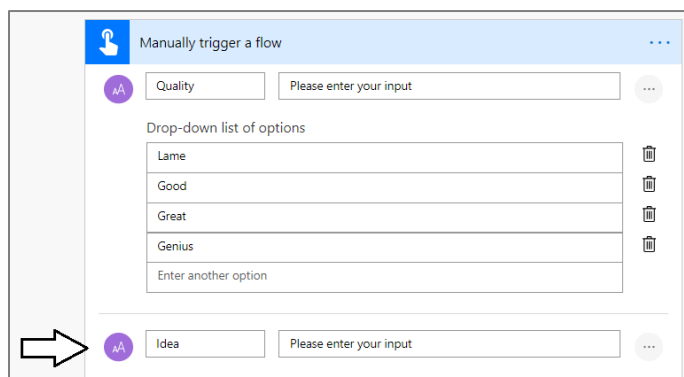 Manually trigger a flow
Quality Please enter your input
Drop-down list of options
Lame
Good
Great
Genius
Enter another option
Idea Please enter your input